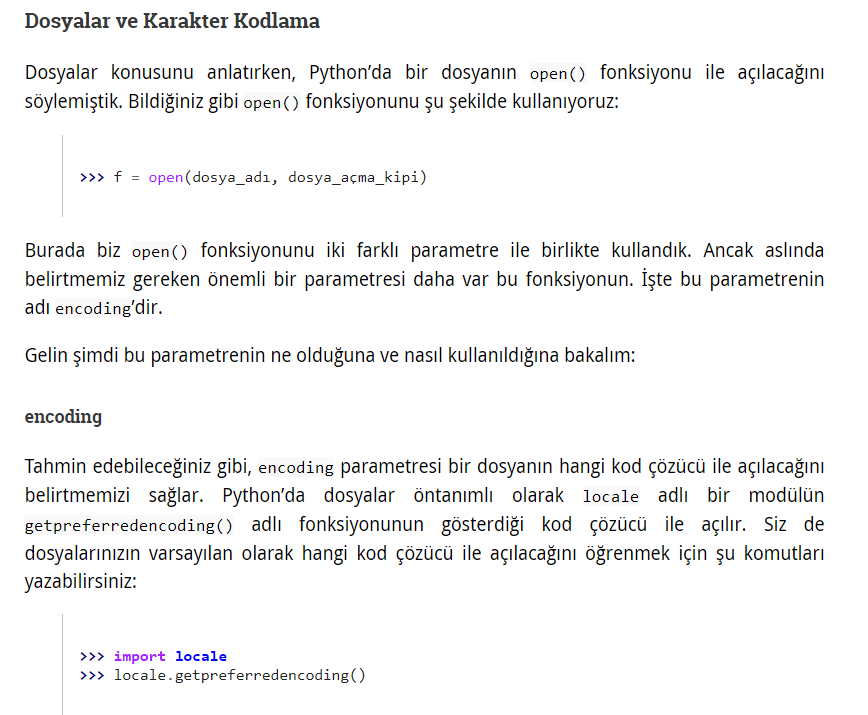 Dosyalar ve Karakter Kodlama
Dosyalar konusunu anlatırken, Python’da bir dosyanın open() fonksiyonu ile açılacağını
söylemiştik. Bildiğiniz gibi open() fonksiyonunu şu şekilde kullanıyoruz:
>>> f = open(dosya_adı, dosya_açma_kipi)
Burada biz open() fonksiyonunu iki farklı parametre ile birlikte kullandık. Ancak aslında
belirtmemiz gereken önemli bir parametresi daha var bu fonksiyonun. İşte bu parametrenin
adı encoding’dir.
Gelin şimdi bu parametrenin ne olduğuna ve nasıl kullanıldığına bakalım:
encoding
Tahmin edebileceğiniz gibi, encoding parametresi bir dosyanın hangi kod çözücü ile açılacağını
belirtmemizi sağlar. Python’da dosyalar öntanımlı olarak locale adlı bir modülün
getpreferredencoding() adlı fonksiyonunun gösterdiği kod çözücü ile açılır. Siz de
dosyalarınızın varsayılan olarak hangi kod çözücü ile açılacağını öğrenmek için şu komutları
yazabilirsiniz:
>>> import locale
>>> locale.getpreferredencoding()